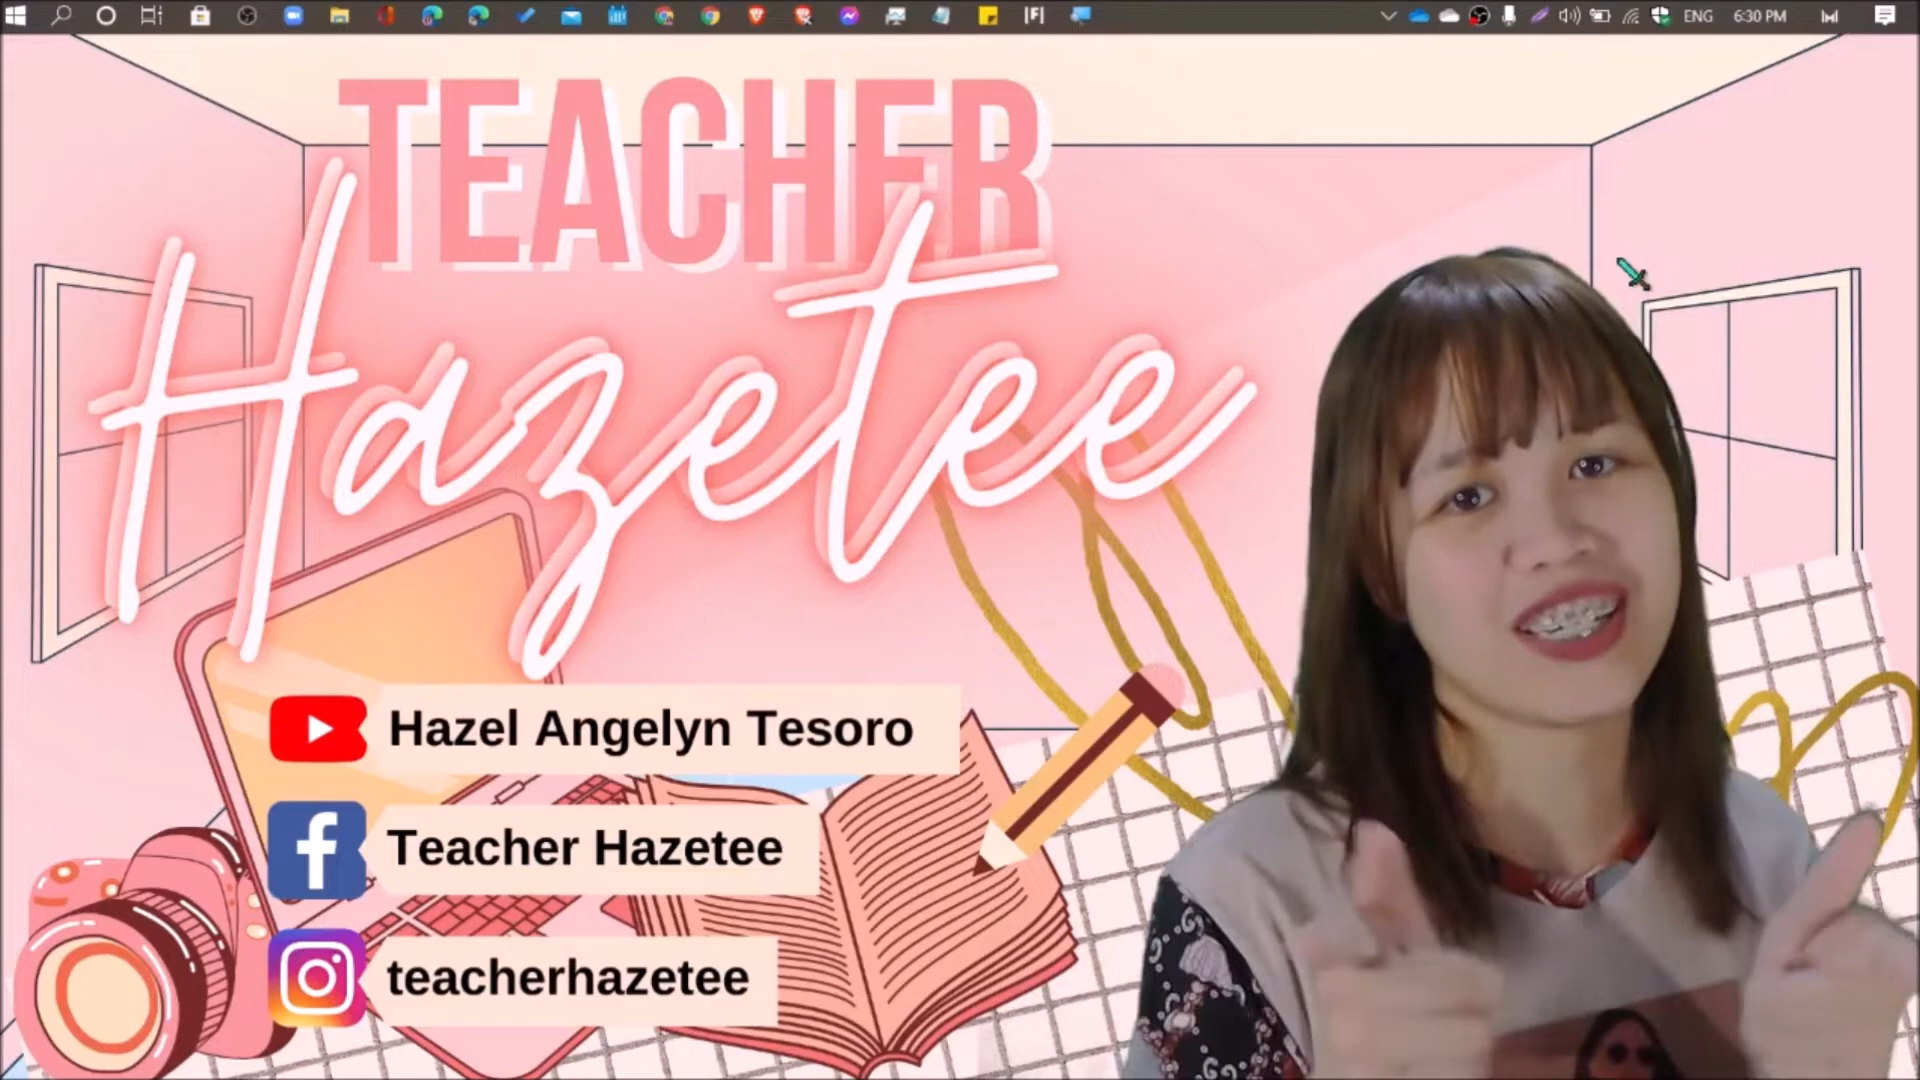 ENG 6:30 PM
TEACHER
Hazetee
Hazel Angelyn Tesoro
Teacher Hazetee
teacherhazetee